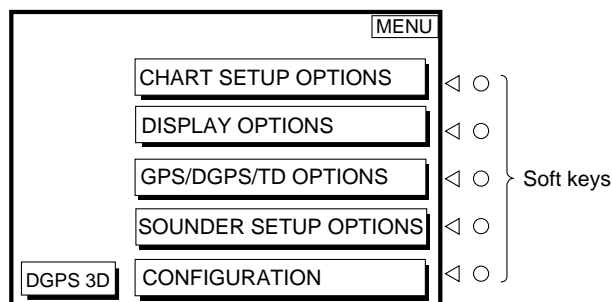 MENU
CHART SETUP OPTIONS
DISPLAY OPTIONS
GPS/DGPS/TD OPTIONS
Soft keys
SOUNDER SETUP OPTIONS
DGPS 3D
CONFIGURATION